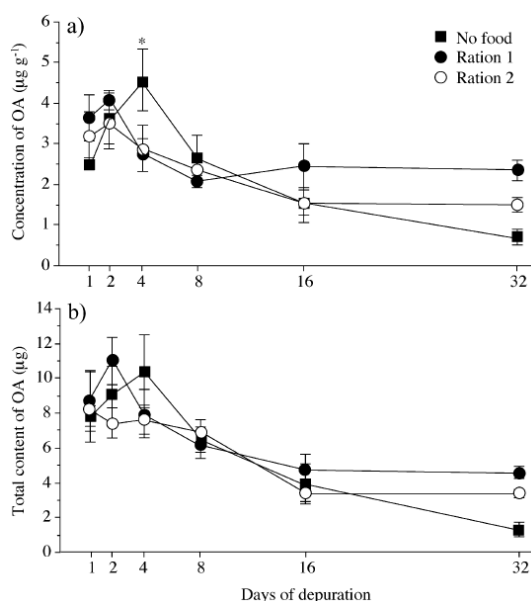 a)
*
No food
Ration 1
Ration 2
Concentration of OA (µg g⁻¹)
6
5
4
3
2
1
0
1 2 4 8 16 32
b)
Total content of OA (µg)
14
12
10
8
6
4
2
0
1 2 4 8 16 32
Days of depuration